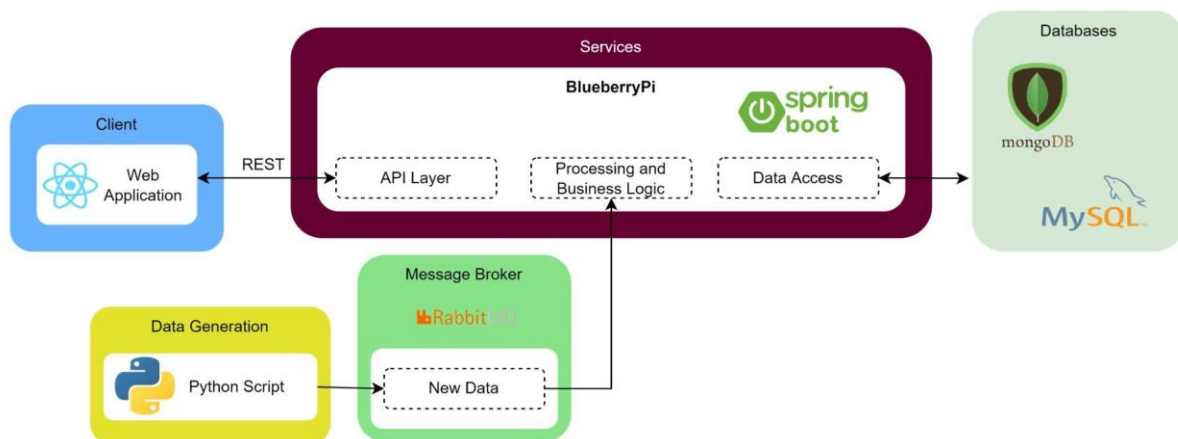 Services
Databases
BlueberryPi
spring
boot
mongoDB
MySQL
Client
Web
Application
REST
API Layer
Processing and
Business Logic
Data Access
Message Broker
RabbitMQ
Data Generation
Python Script
New Data